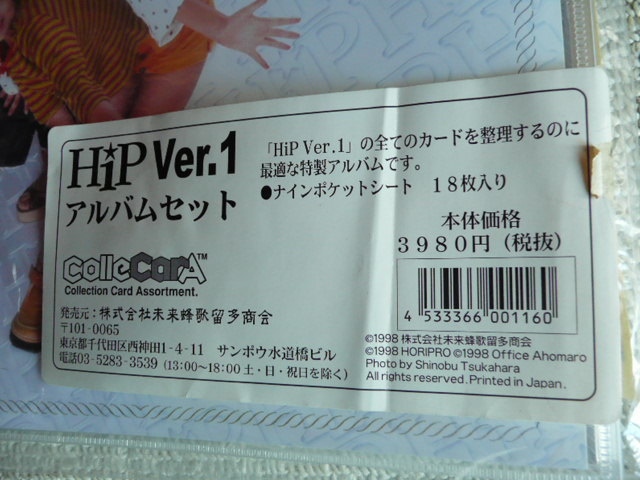 HiP Ver.1
アルバムセット
「HiP Ver.1」の全てのカードを整理するのに
最適な特製アルバムです。
●ナインポケットシート　１８枚入り
本体価格
３９８０円（税抜）
ColleCarA™
Collection Card Assortment.
発売元：株式会社未来蜂歌留多商会
〒101-0065
東京都千代田区西神田1-4-11　サンポウ水道橋ビル
電話03-5283-3539（13:00〜18:00 土・日・祝日を除く）
4 533366 001160
©1998 株式会社未来蜂歌留多商会
©1998 HORIPRO ©1998 Office Ahomaro
Photo by Shinobu Tsukahara
All rights reserved. Printed in Japan.